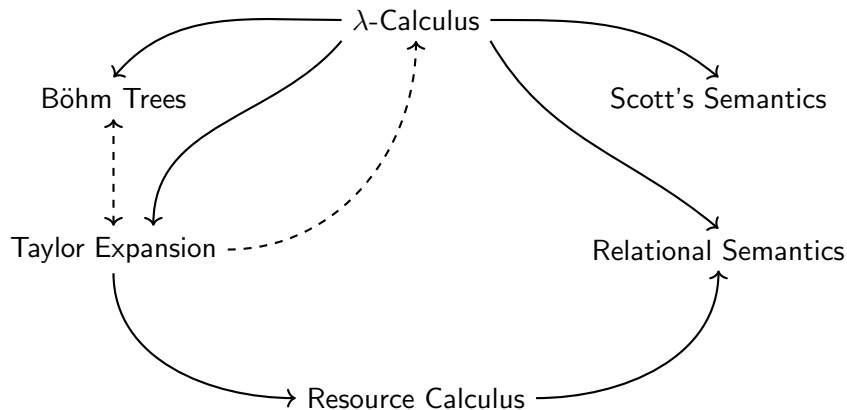 λ-Calculus
Böhm Trees
Scott's Semantics
Taylor Expansion
Relational Semantics
Resource Calculus